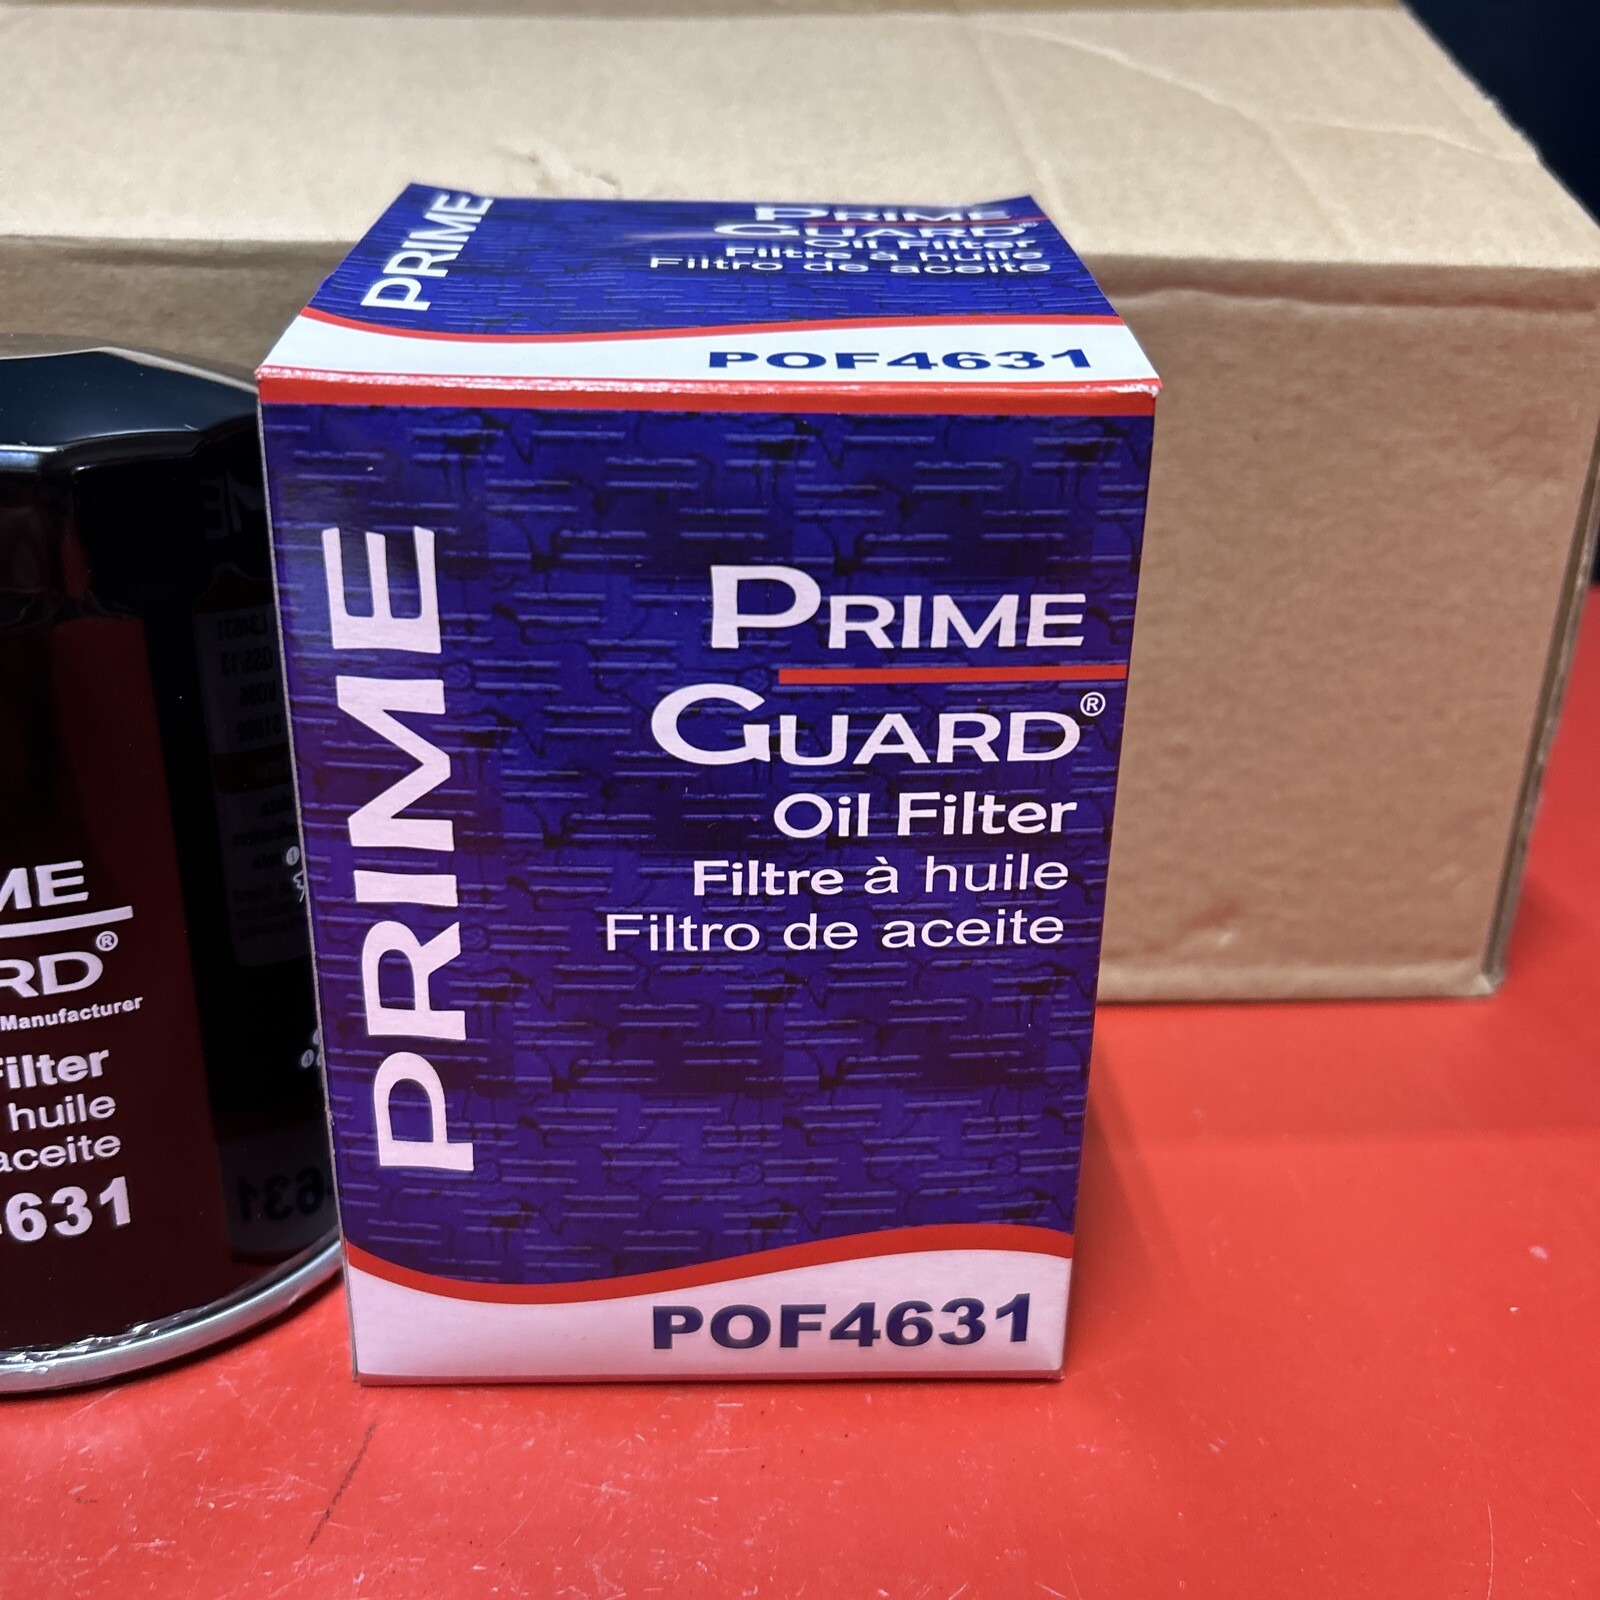 PRIME
PRIME
GUARD®
Oil Filter
Filtre à huile
Filtro de aceite
POF4631
PRIME
PRIME
GUARD®
Oil Filter
Filtre à huile
Filtro de aceite
POF4631
ME
RD®
Manufacturer
Filter
huile
aceite
4631